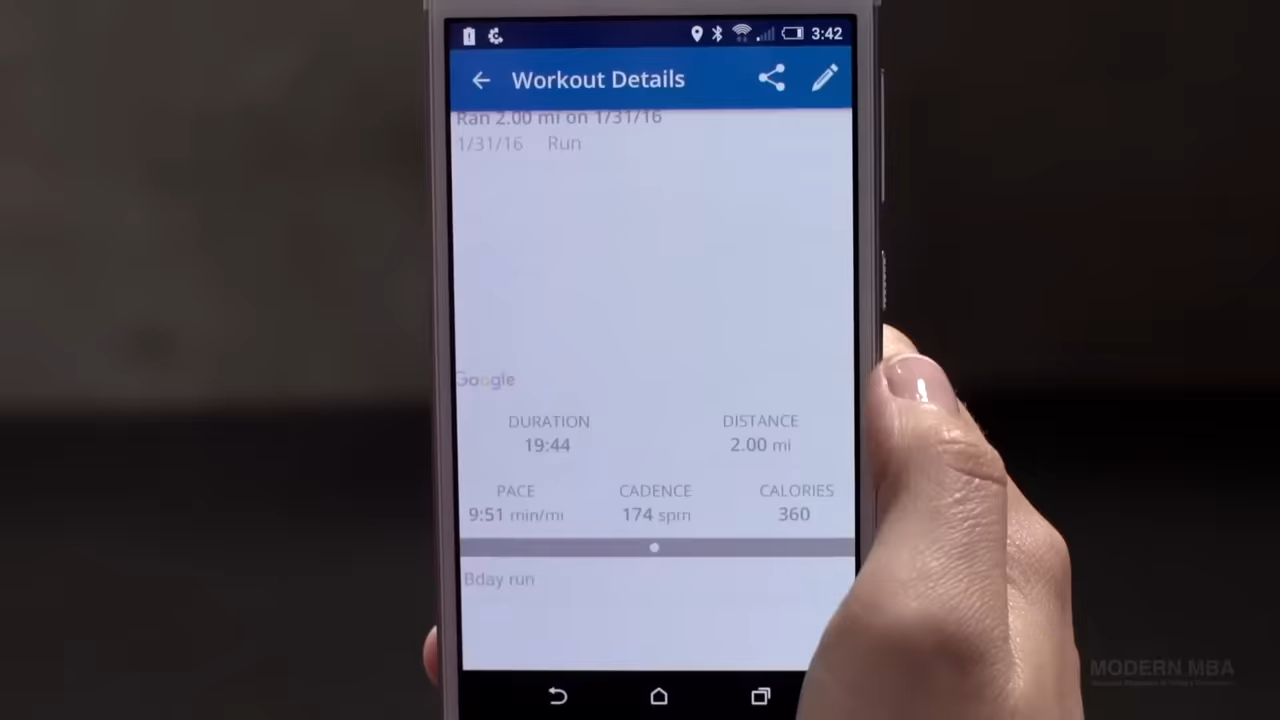 3:42
Workout Details
Ran 2.00 mi on 1/31/16
1/31/16 Run
Google
DURATION DISTANCE
19:44 2.00 mi
PACE CADENCE CALORIES
9:51 min/mi 174 spm 360
Bday run
MODERN MBA